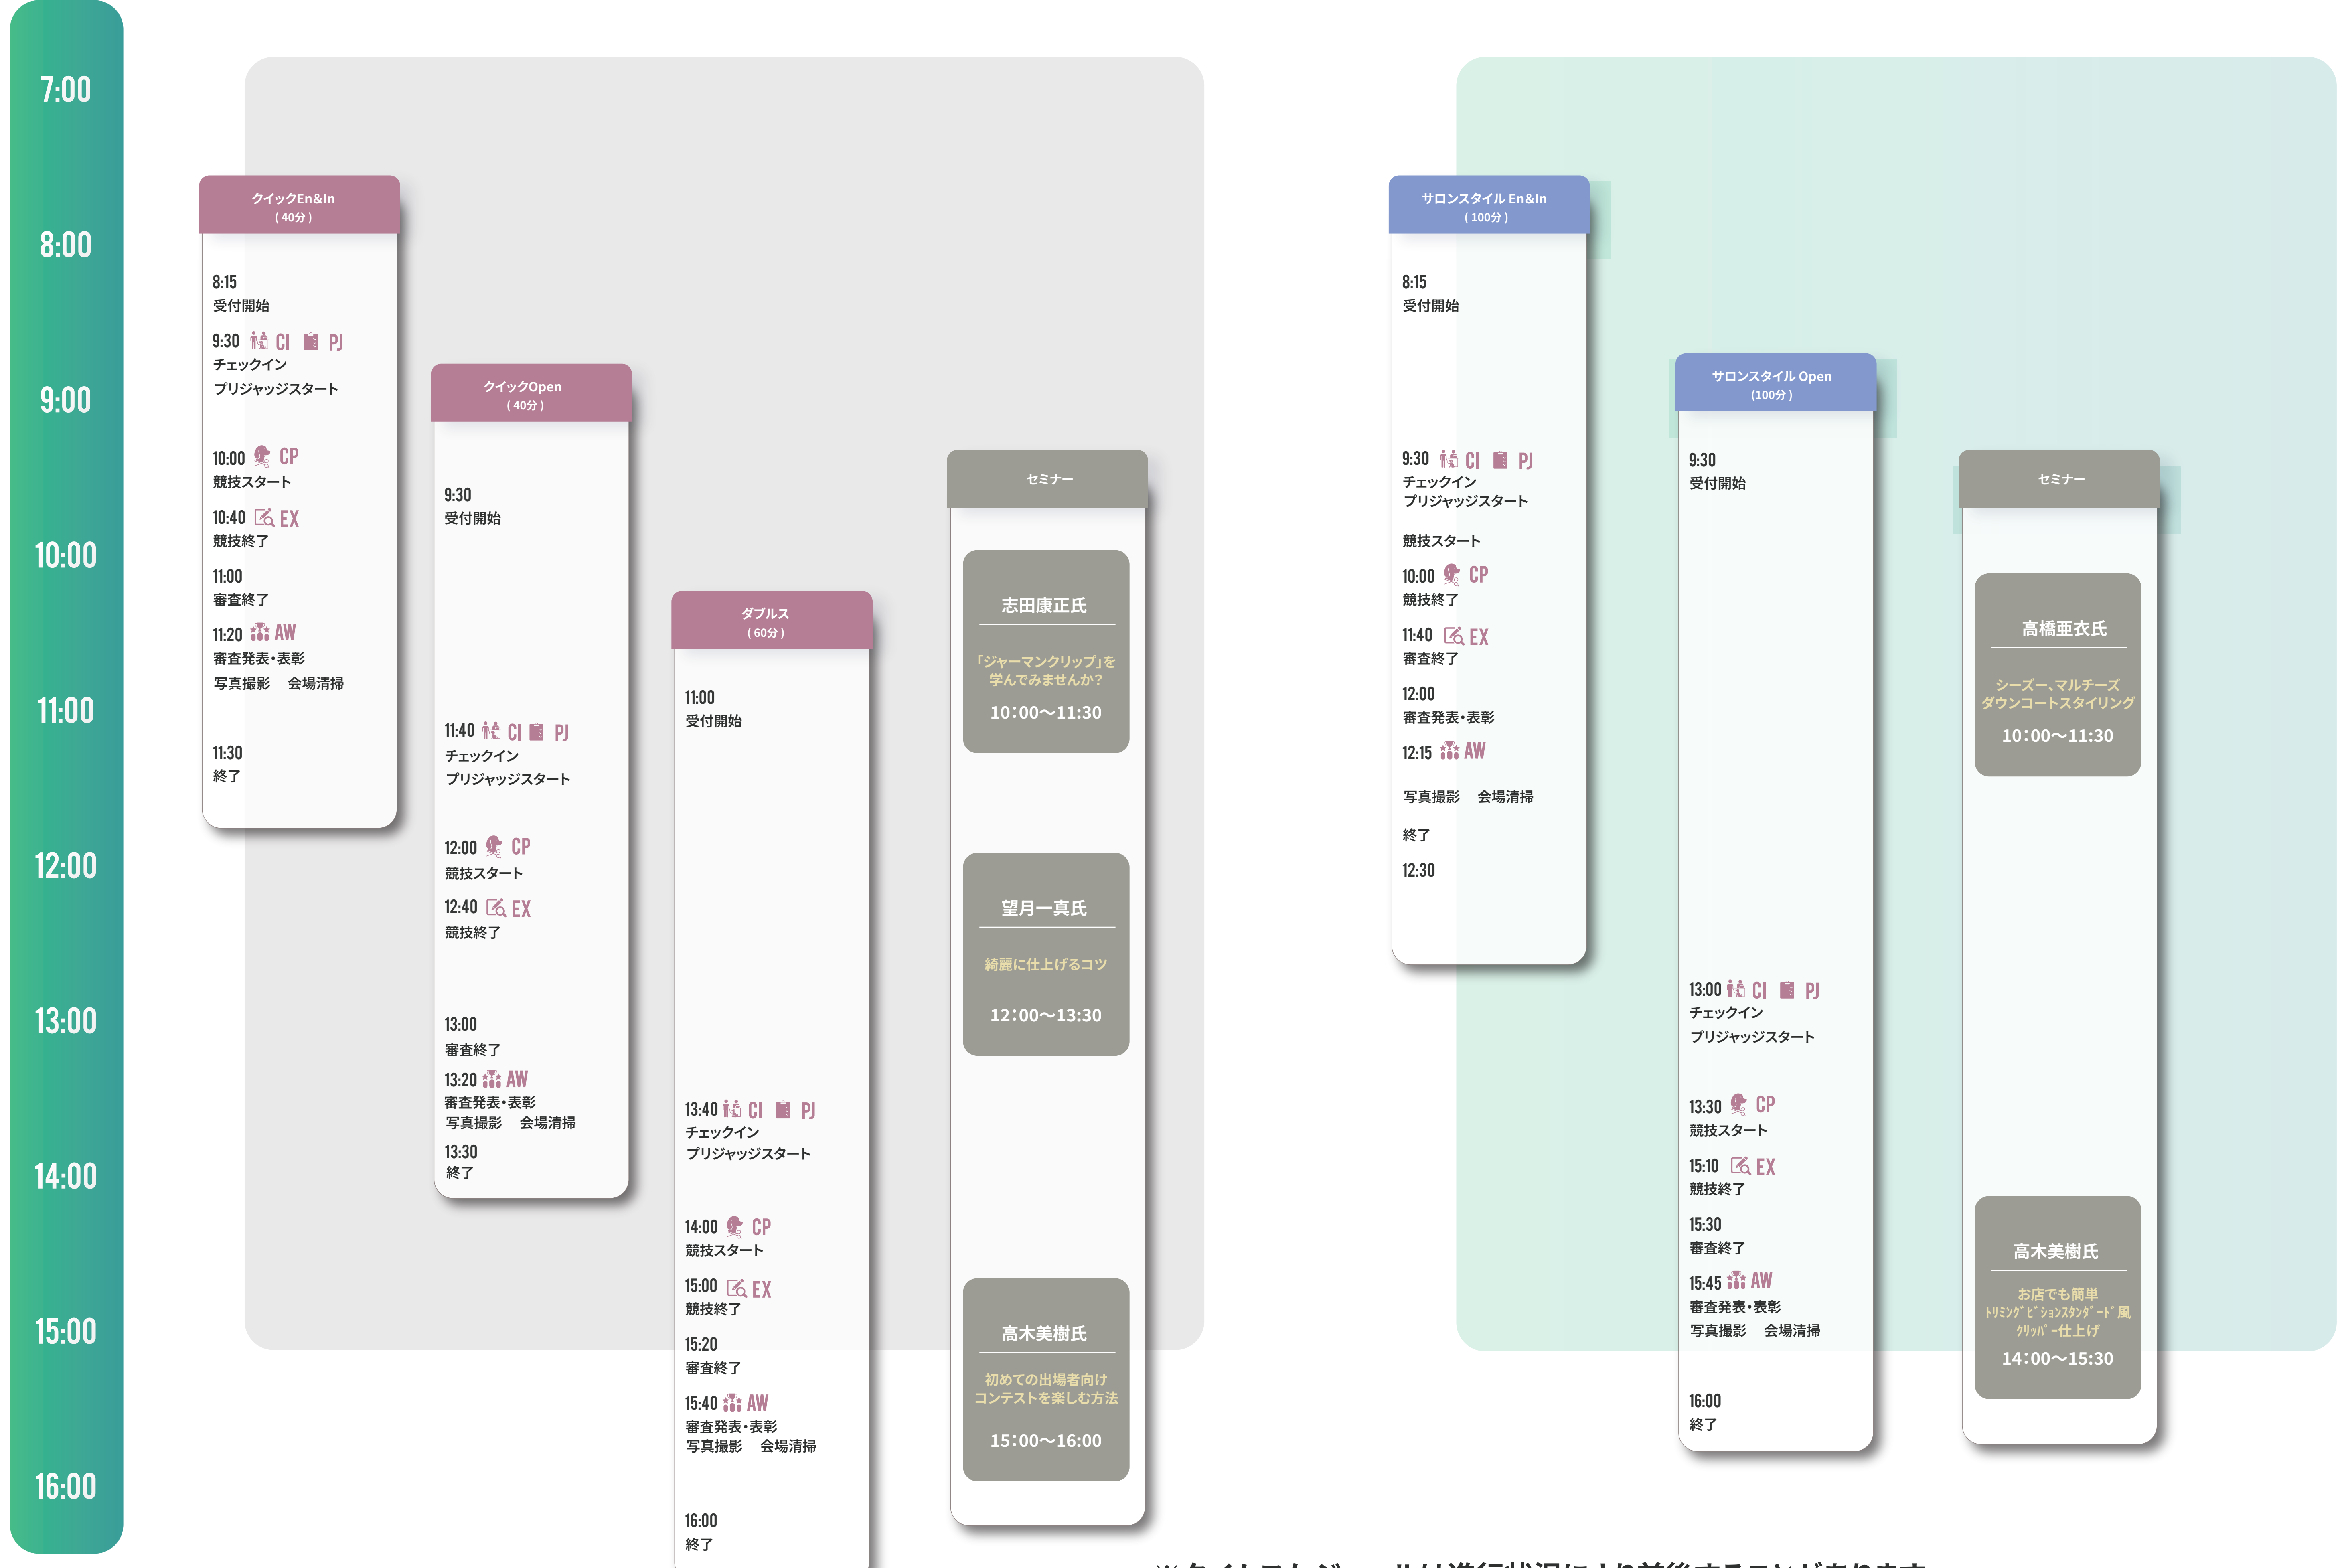 7:00
8:00
9:00
10:00
11:00
12:00
13:00
14:00
15:00
16:00
クイックEn&In
( 40分 )
8:15
受付開始
9:30 CI PJ
チェックイン
プリジャッジスタート
10:00 CP
競技スタート
10:40 EX
競技終了
11:00
審査終了
11:20 AW
審査発表・表彰
写真撮影 会場清掃
11:30
終了
クイックOpen
( 40分 )
9:30
受付開始
11:40 CI PJ
チェックイン
プリジャッジスタート
12:00 CP
競技スタート
12:40 EX
競技終了
13:00
審査終了
13:20 AW
審査発表・表彰
写真撮影 会場清掃
13:30
終了
ダブルス
( 60分 )
11:00
受付開始
13:40 CI PJ
チェックイン
プリジャッジスタート
14:00 CP
競技スタート
15:00 EX
競技終了
15:20
審査終了
15:40 AW
審査発表・表彰
写真撮影 会場清掃
16:00
終了
セミナー
志田康正氏
「ジャーマンクリップ」を
学んでみませんか？
10：00〜11:30
望月一真氏
綺麗に仕上げるコツ
12：00〜13:30
高木美樹氏
初めての出場者向け
コンテストを楽しむ方法
15：00〜16:00
サロンスタイル En&In
( 100分 )
8:15
受付開始
9:30 CI PJ
チェックイン
プリジャッジスタート
競技スタート
10:00 CP
競技終了
11:40 EX
審査終了
12:00
審査発表・表彰
12:15 AW
写真撮影 会場清掃
終了
12:30
サロンスタイル Open
(100分 )
9:30
受付開始
13:00 CI PJ
チェックイン
プリジャッジスタート
13:30 CP
競技スタート
15:10 EX
競技終了
15:30
審査終了
15:45 AW
審査発表・表彰
写真撮影 会場清掃
16:00
終了
セミナー
高橋亜衣氏
シーズー、マルチーズ
ダウンコートスタイリング
10：00〜11:30
高木美樹氏
お店でも簡単
ﾄﾘﾐﾝｸﾞﾋﾞｼﾞｮﾝｽﾀﾝﾀﾞｰﾄﾞ風
ｸﾘｯﾊﾟｰ仕上げ
14：00〜15:30
※タイムスケジュールは進行状況により前後することがあります